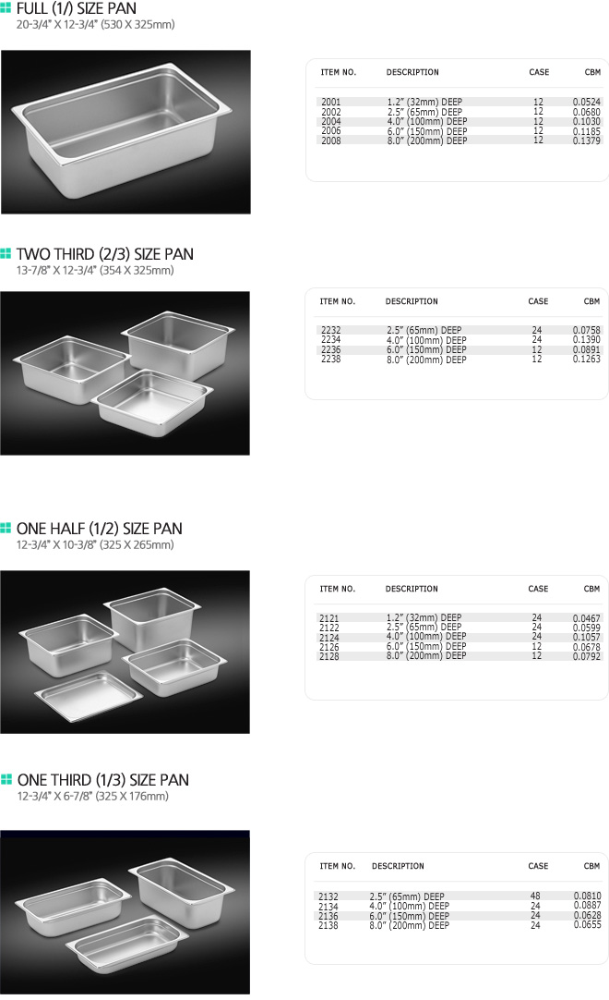 FULL (1/) SIZE PAN
20-3/4" X 12-3/4" (530 X 325mm)
ITEM NO. DESCRIPTION CASE CBM
2001 1.2" (32mm) DEEP 12 0.0524
2002 2.5" (65mm) DEEP 12 0.0680
2004 4.0" (100mm) DEEP 12 0.1030
2006 6.0" (150mm) DEEP 12 0.1185
2008 8.0" (200mm) DEEP 12 0.1379
TWO THIRD (2/3) SIZE PAN
13-7/8" X 12-3/4" (354 X 325mm)
ITEM NO. DESCRIPTION CASE CBM
2232 2.5" (65mm) DEEP 24 0.0758
2234 4.0" (100mm) DEEP 24 0.1390
2236 6.0" (150mm) DEEP 12 0.0891
2238 8.0" (200mm) DEEP 12 0.1263
ONE HALF (1/2) SIZE PAN
12-3/4" X 10-3/8" (325 X 265mm)
ITEM NO. DESCRIPTION CASE CBM
2121 1.2" (32mm) DEEP 24 0.0467
2122 2.5" (65mm) DEEP 24 0.0599
2124 4.0" (100mm) DEEP 24 0.1057
2126 6.0" (150mm) DEEP 12 0.0678
2128 8.0" (200mm) DEEP 12 0.0792
ONE THIRD (1/3) SIZE PAN
12-3/4" X 6-7/8" (325 X 176mm)
ITEM NO. DESCRIPTION CASE CBM
2132 2.5" (65mm) DEEP 48 0.0810
2134 4.0" (100mm) DEEP 24 0.0887
2136 6.0" (150mm) DEEP 24 0.0628
2138 8.0" (200mm) DEEP 24 0.0655